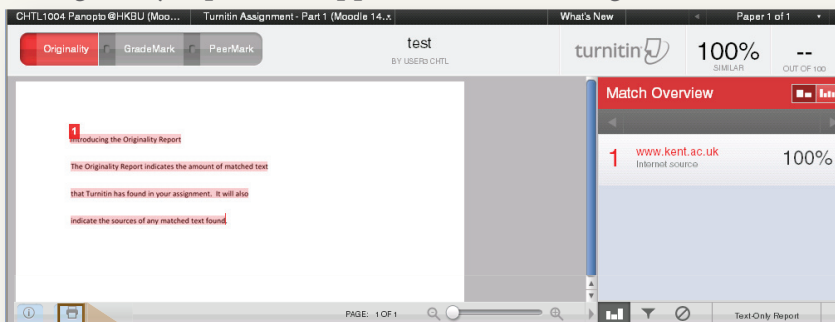 CHTL1004 Panopto@HKBU (Moo... Turnitin Assignment - Part 1 (Moodle 14.x What's New Paper 1 of 1
Originality GradeMark PeerMark
test
BY USERb CHTL
turnitin
100%
SIMILAR
--
OUT OF 100
1
Introducing the Originality Report
The Originality Report indicates the amount of matched text
that Turnitin has found in your assignment. It will also
indicate the sources of any matched text found.
Match Overview
1 www.kent.ac.uk 100%
Internet source
PAGE: 1 OF 1
Text-Only Report